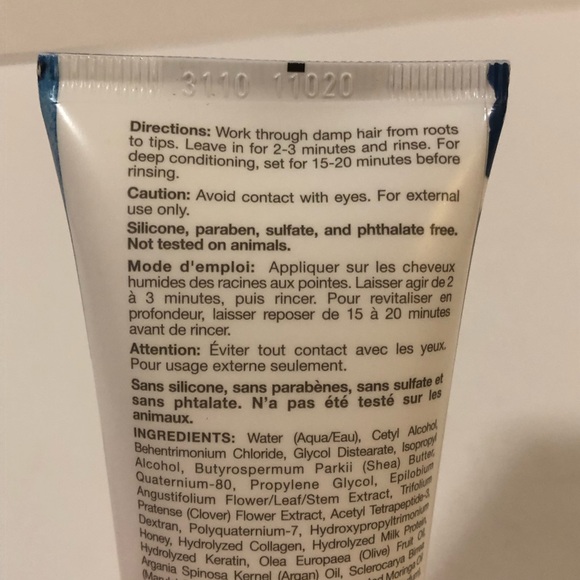 3110 11020
Directions: Work through damp hair from roots
to tips. Leave in for 2-3 minutes and rinse. For
deep conditioning, set for 15-20 minutes before
rinsing.
Caution: Avoid contact with eyes. For external
use only.
Silicone, paraben, sulfate, and phthalate free.
Not tested on animals.
Mode d'emploi: Appliquer sur les cheveux
humides des racines aux pointes. Laisser agir de 2
à 3 minutes, puis rincer. Pour revitaliser en
profondeur, laisser reposer de 15 à 20 minutes
avant de rincer.
Attention: Éviter tout contact avec les yeux.
Pour usage externe seulement.
Sans silicone, sans parabènes, sans sulfate et
sans phtalate. N'a pas été testé sur les
animaux.
INGREDIENTS: Water (Aqua/Eau), Cetyl Alcohol,
Behentrimonium Chloride, Glycol Distearate, Isopropyl
Alcohol, Butyrospermum Parkii (Shea) Butter,
Quaternium-80, Propylene Glycol, Epilobium
Angustifolium Flower/Leaf/Stem Extract, Trifolium
Pratense (Clover) Flower Extract, Acetyl Tetrapeptide-3,
Dextran, Polyquaternium-7, Hydroxypropyltrimonium
Honey, Hydrolyzed Collagen, Hydrolyzed Milk Protein,
Hydrolyzed Keratin, Olea Europaea (Olive) Fruit Oil,
Argania Spinosa Kernel (Argan) Oil, Sclerocarya Birrea